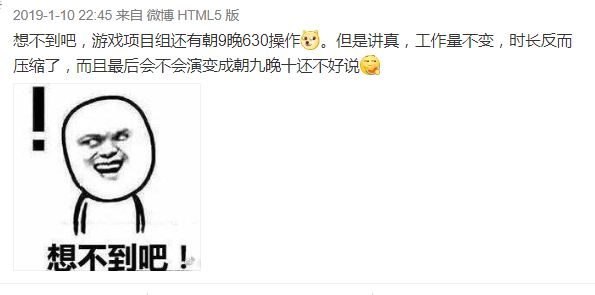 2019-1-10 22:45 来自 微博 HTML5 版
想不到吧，游戏项目组还有朝9晚630操作。但是讲真，工作量不变，时长反而
压缩了，而且最后会不会演变成朝九晚十还不好说
！
想不到吧！